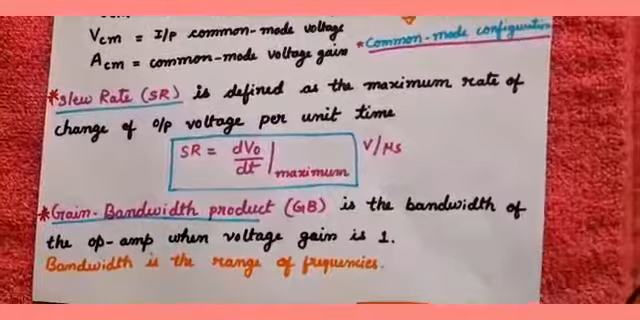 Vcm = I/p common-mode voltage
Acm = common-mode voltage gain
*Common-mode configuration
*Slew Rate (SR) is defined as the maximum rate of
change of o/p voltage per unit time
SR = dVo/dt | maximum V/μs
*Gain-Bandwidth product (GB) is the bandwidth of
the op-amp when voltage gain is 1.
Bandwidth is the range of frequencies.